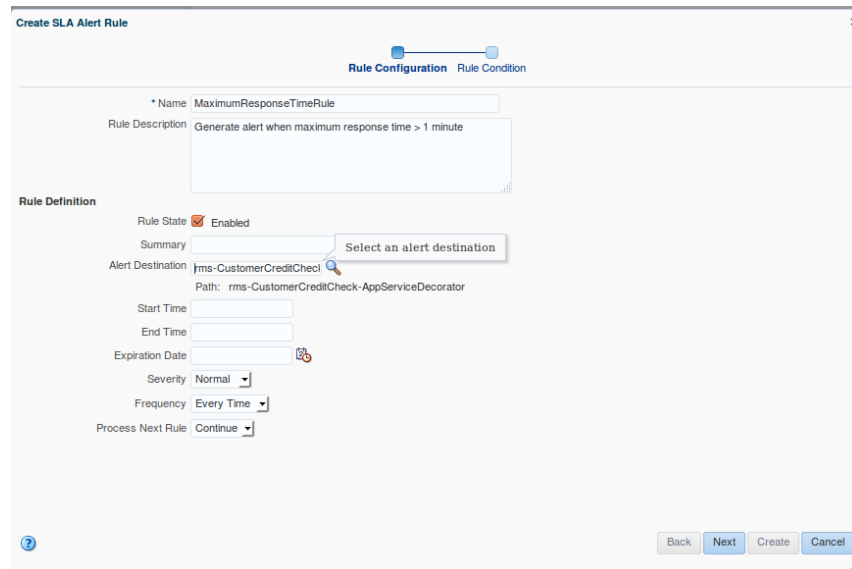 Create SLA Alert Rule
Rule Configuration Rule Condition
* Name MaximumResponseTimeRule
Rule Description Generate alert when maximum response time > 1 minute
Rule Definition
Rule State Enabled
Summary
Select an alert destination
Alert Destination rms-CustomerCreditCheck
Path: rms-CustomerCreditCheck-AppServiceDecorator
Start Time
End Time
Expiration Date
Severity Normal
Frequency Every Time
Process Next Rule Continue
? Back Next Create Cancel